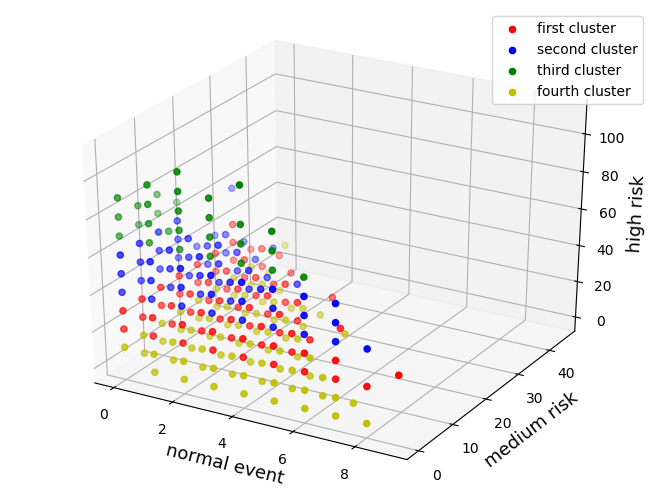 first cluster
second cluster
third cluster
fourth cluster
100
80
60
40
20
0
high risk
40
30
20
10
0
medium risk
0
2
4
6
8
normal event